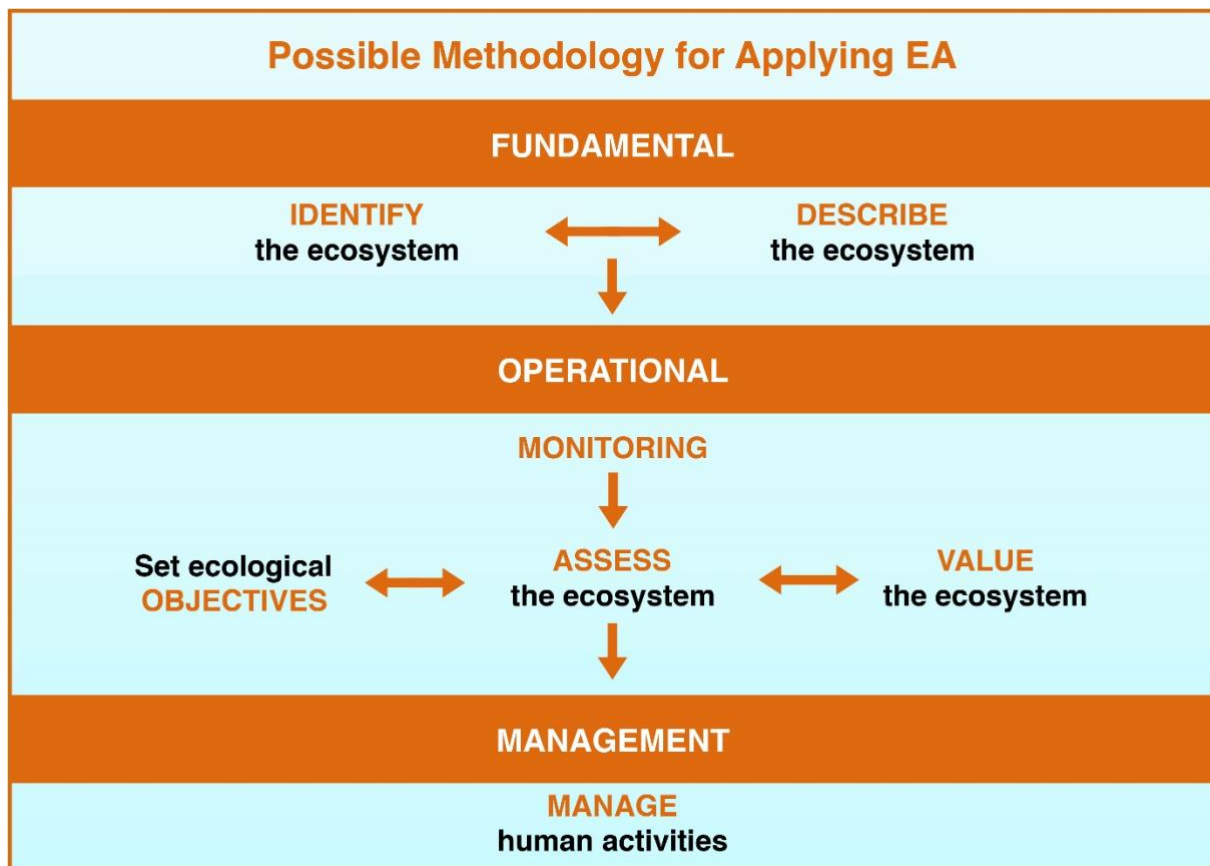 Possible Methodology for Applying EA
FUNDAMENTAL
IDENTIFY
the ecosystem
DESCRIBE
the ecosystem
OPERATIONAL
MONITORING
Set ecological
OBJECTIVES
ASSESS
the ecosystem
VALUE
the ecosystem
MANAGEMENT
MANAGE
human activities